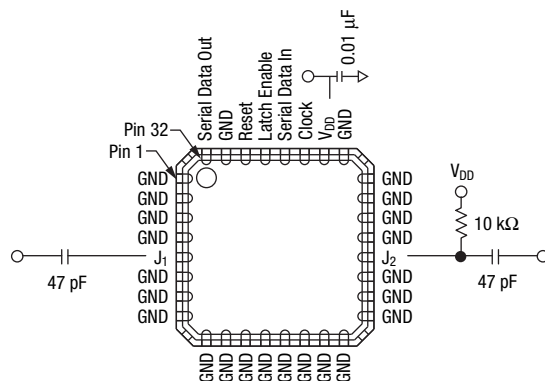 Serial Data Out
GND
Reset
Latch Enable
Serial Data In
Clock
VDD
GND
0.01 µF
Pin 32
Pin 1
GND
GND
GND
GND
J1
GND
GND
GND
47 pF
GND
GND
GND
GND
J2
GND
GND
GND
VDD
10 kΩ
47 pF
GND
GND
GND
GND
GND
GND
GND
GND